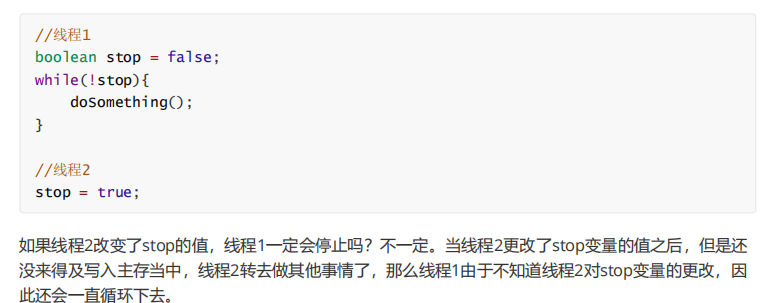 //线程1
boolean stop = false;
while(!stop){
    doSomething();
}
//线程2
stop = true;
如果线程2改变了stop的值，线程1一定会停止吗？不一定。当线程2更改了stop变量的值之后，但是还
没来得及写入主存当中，线程2转去做其他事情了，那么线程1由于不知道线程2对stop变量的更改，因
此还会一直循环下去。